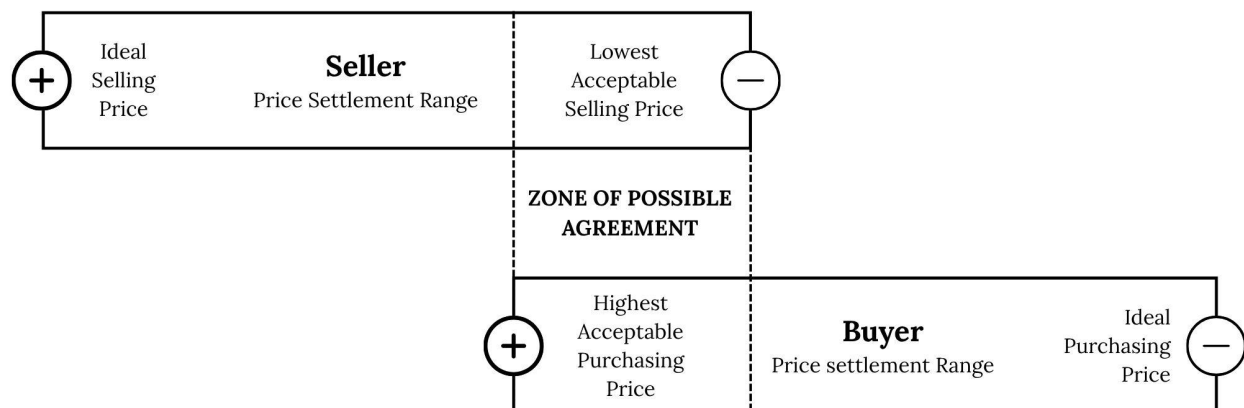 Ideal
Selling
Price
Seller
Price Settlement Range
Lowest
Acceptable
Selling Price
ZONE OF POSSIBLE
AGREEMENT
Highest
Acceptable
Purchasing
Price
Buyer
Price settlement Range
Ideal
Purchasing
Price